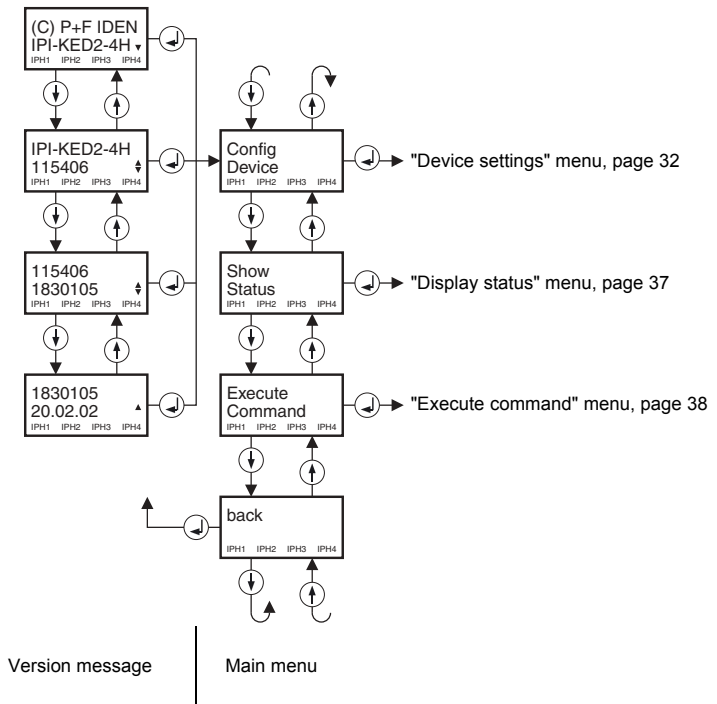 (C) P+F IDEN
IPI-KED2-4H
IPH1 IPH2 IPH3 IPH4
IPI-KED2-4H
115406
IPH1 IPH2 IPH3 IPH4
115406
1830105
IPH1 IPH2 IPH3 IPH4
1830105
20.02.02
IPH1 IPH2 IPH3 IPH4
Config
Device
IPH1 IPH2 IPH3 IPH4
"Device settings" menu, page 32
Show
Status
IPH1 IPH2 IPH3 IPH4
"Display status" menu, page 37
Execute
Command
IPH1 IPH2 IPH3 IPH4
"Execute command" menu, page 38
back
IPH1 IPH2 IPH3 IPH4
Version message
Main menu